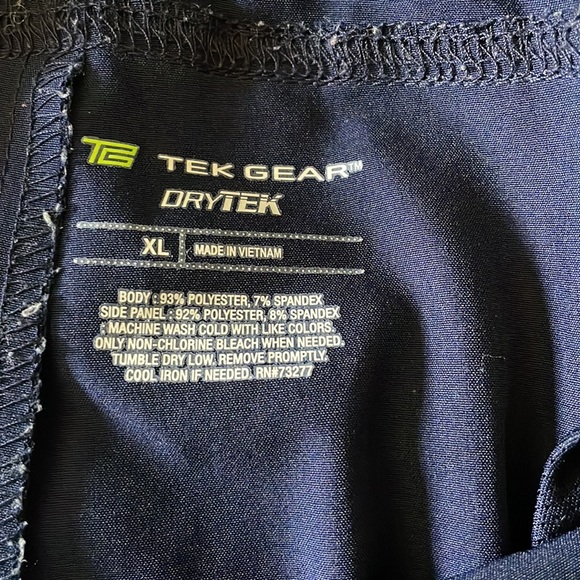 TG TEK GEAR™
DRYTEK
XL MADE IN VIETNAM
BODY : 93% POLYESTER, 7% SPANDEX
SIDE PANEL : 92% POLYESTER, 8% SPANDEX
; MACHINE WASH COLD WITH LIKE COLORS.
ONLY NON-CHLORINE BLEACH WHEN NEEDED.
TUMBLE DRY LOW. REMOVE PROMPTLY.
COOL IRON IF NEEDED. RN#73277